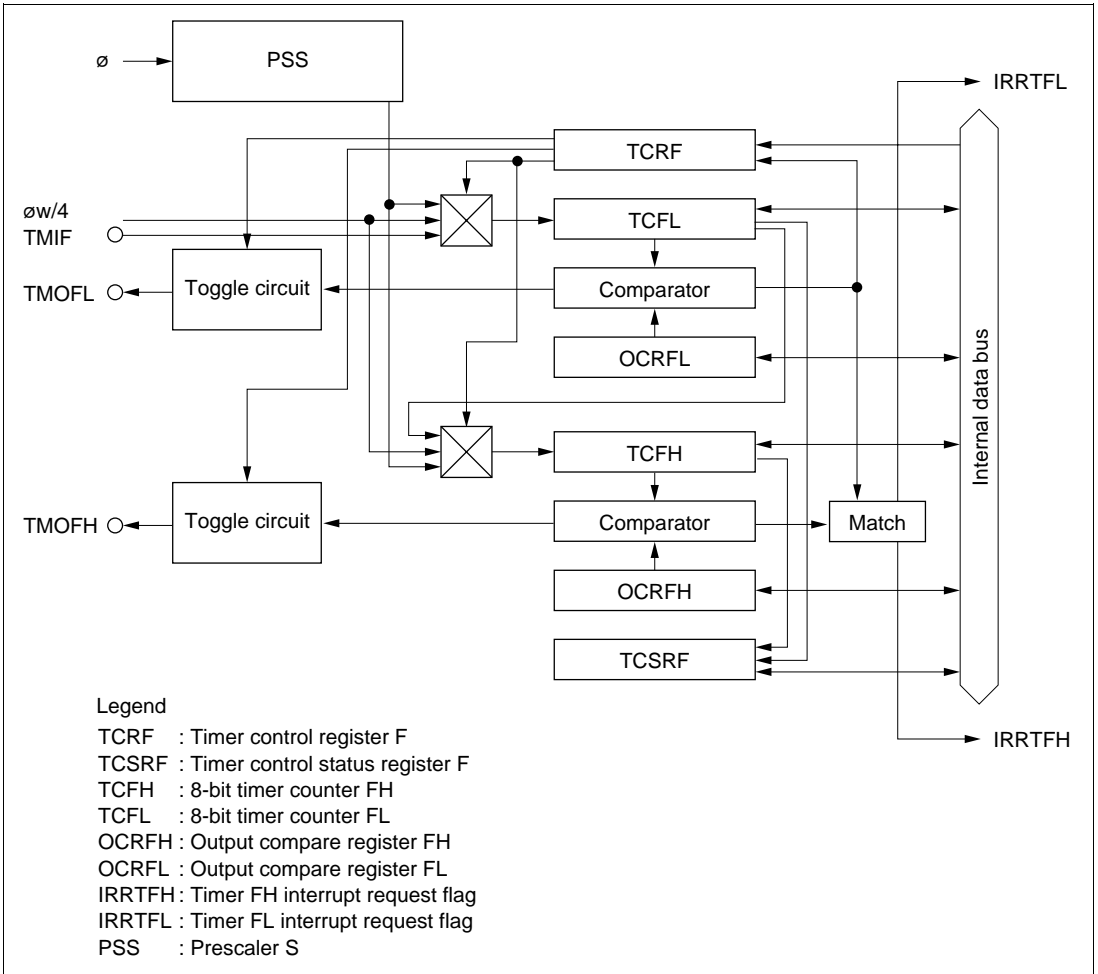 ø
PSS
IRRTFL
TCRF
øw/4
TMIF
TCFL
TMOFL
Toggle circuit
Comparator
OCRFL
Internal data bus
TCFH
TMOFH
Toggle circuit
Comparator
Match
OCRFH
TCSRF
IRRTFH
Legend
TCRF : Timer control register F
TCSRF : Timer control status register F
TCFH : 8-bit timer counter FH
TCFL : 8-bit timer counter FL
OCRFH : Output compare register FH
OCRFL : Output compare register FL
IRRTFH : Timer FH interrupt request flag
IRRTFL : Timer FL interrupt request flag
PSS : Prescaler S